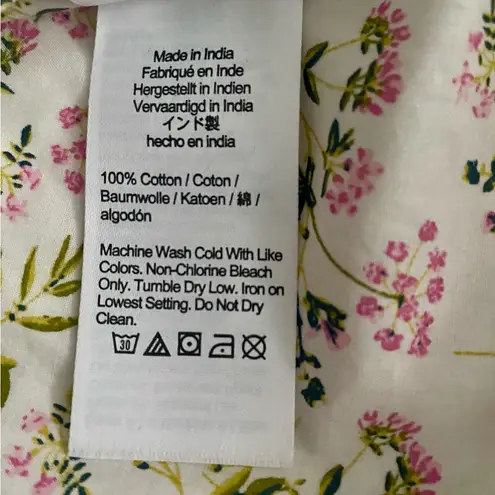 Made in India
Fabriqué en Inde
Hergestellt in Indien
Vervaardigd in India
インド製
hecho en india
100% Cotton / Coton /
Baumwolle / Katoen / 綿 /
algodón
Machine Wash Cold With Like
Colors. Non-Chlorine Bleach
Only. Tumble Dry Low. Iron on
Lowest Setting. Do Not Dry
Clean.
30